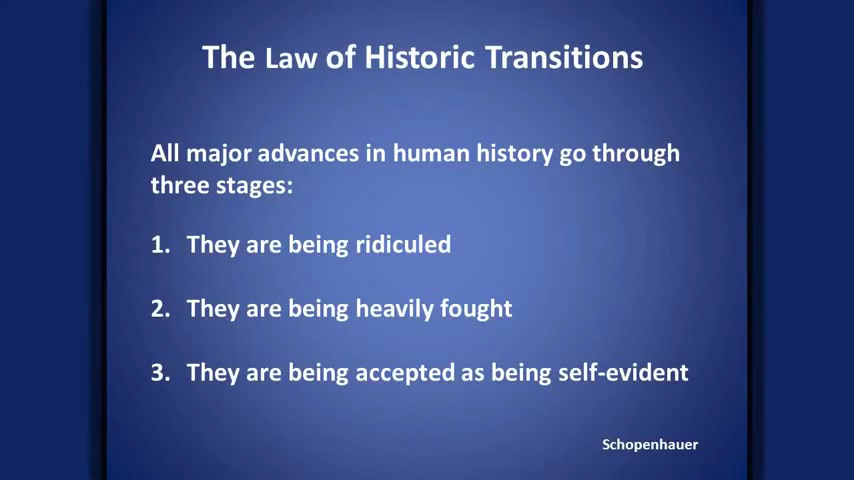 The Law of Historic Transitions
All major advances in human history go through
three stages:
1. They are being ridiculed
2. They are being heavily fought
3. They are being accepted as being self-evident
Schopenhauer